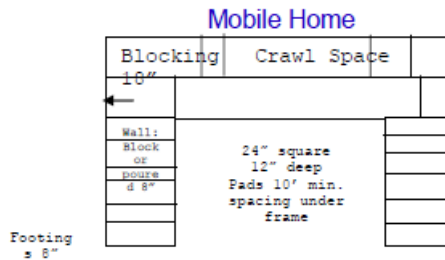 Mobile Home
Blocking Crawl Space
10"
Wall:
Block
or
poure
d 8"
24" square
12" deep
Pads 10' min.
spacing under
frame
Footing
s 8"